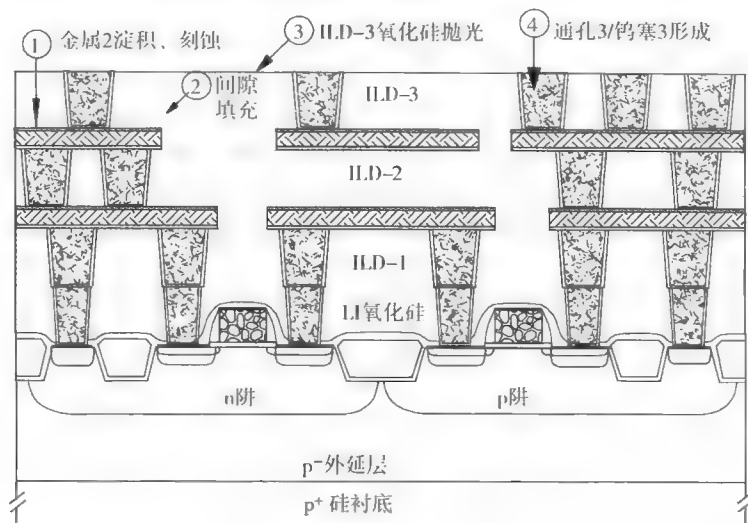 ① 金属2淀积、刻蚀
② 间隙
填充
③ ILD-3氧化硅抛光
④ 通孔3/钨塞3形成
ILD-3
ILD-2
ILD-1
LI氧化硅
n阱
p阱
p⁻外延层
p⁺ 硅衬底